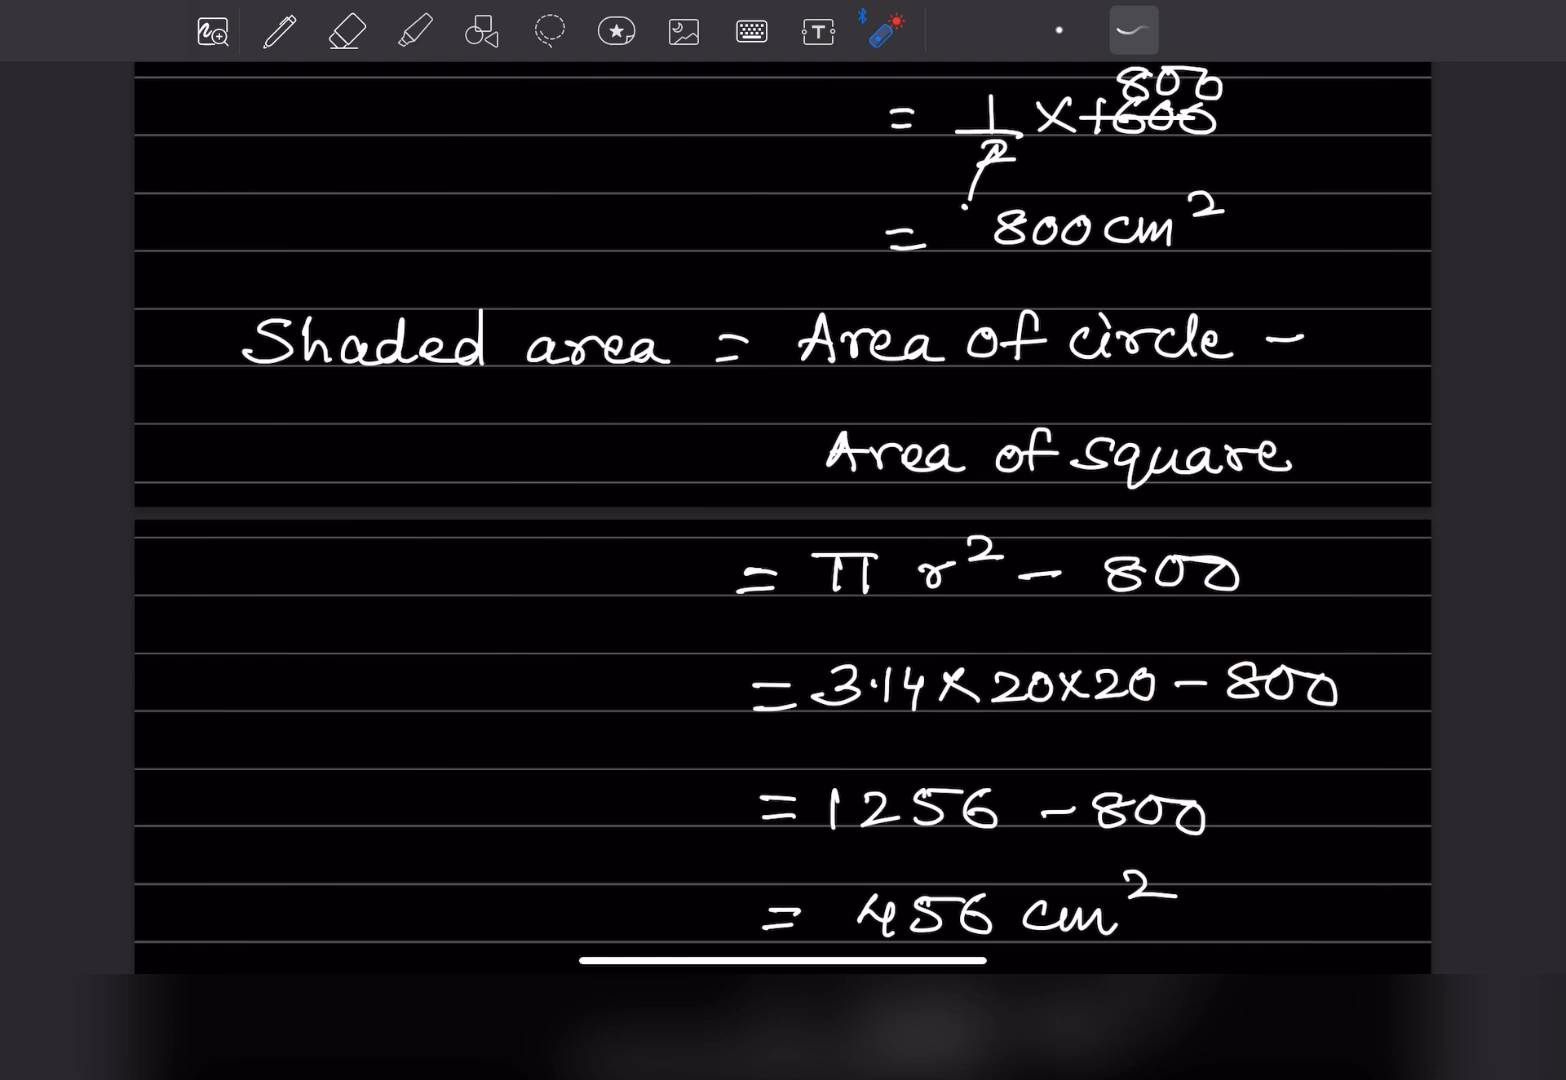 800
= 1/2 × 1600
= 800 cm²
Shaded area = Area of circle -
Area of square
= π r² - 800
= 3.14 × 20 × 20 - 800
= 1256 - 800
= 456 cm²